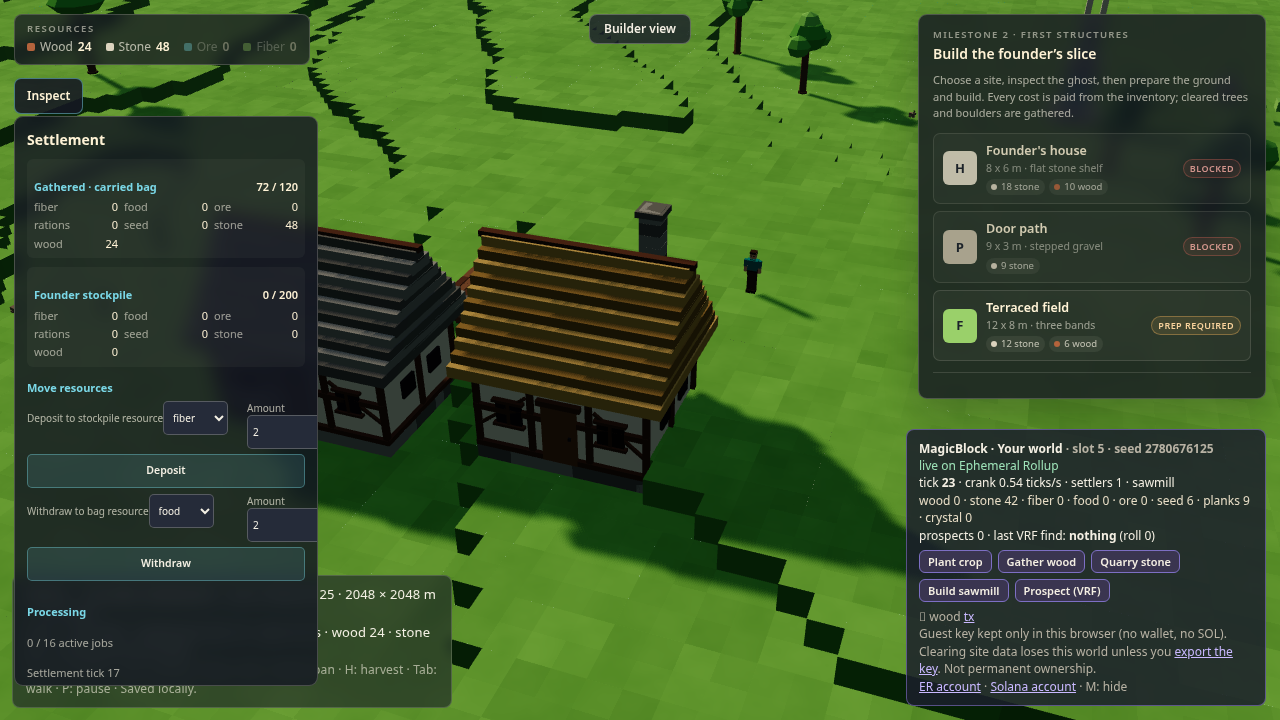 RESOURCES
Wood 24 Stone 48 Ore 0 Fiber 0
Inspect
Settlement
Gathered · carried bag 72 / 120
fiber 0 food 0 ore 0
rations 0 seed 0 stone 48
wood 24
Founder stockpile 0 / 200
fiber 0 food 0 ore 0
rations 0 seed 0 stone 0
wood 0
Move resources
Deposit to stockpile resource fiber Amount 2
Deposit
Withdraw to bag resource food Amount 2
Withdraw
Processing
0 / 16 active jobs
Settlement tick 17
25 · 2048 × 2048 m
· wood 24 · stone
· H: harvest · Tab:
walk · P: pause · Saved locally.
Builder view
MILESTONE 2 · FIRST STRUCTURES
Build the founder's slice
Choose a site, inspect the ghost, then prepare the ground
and build. Every cost is paid from the inventory; cleared trees
and boulders are gathered.
H Founder's house BLOCKED
8 x 6 m · flat stone shelf
18 stone 10 wood
P Door path BLOCKED
9 x 3 m · stepped gravel
9 stone
F Terraced field PREP REQUIRED
12 x 8 m · three bands
12 stone 6 wood
MagicBlock · Your world · slot 5 · seed 2780676125
live on Ephemeral Rollup
tick 23 · crank 0.54 ticks/s · settlers 1 · sawmill
wood 0 · stone 42 · fiber 0 · food 0 · ore 0 · seed 6 · planks 9
· crystal 0
prospects 0 · last VRF find: nothing (roll 0)
Plant crop Gather wood Quarry stone
Build sawmill Prospect (VRF)
wood tx
Guest key kept only in this browser (no wallet, no SOL).
Clearing site data loses this world unless you export the
key. Not permanent ownership.
ER account · Solana account · M: hide